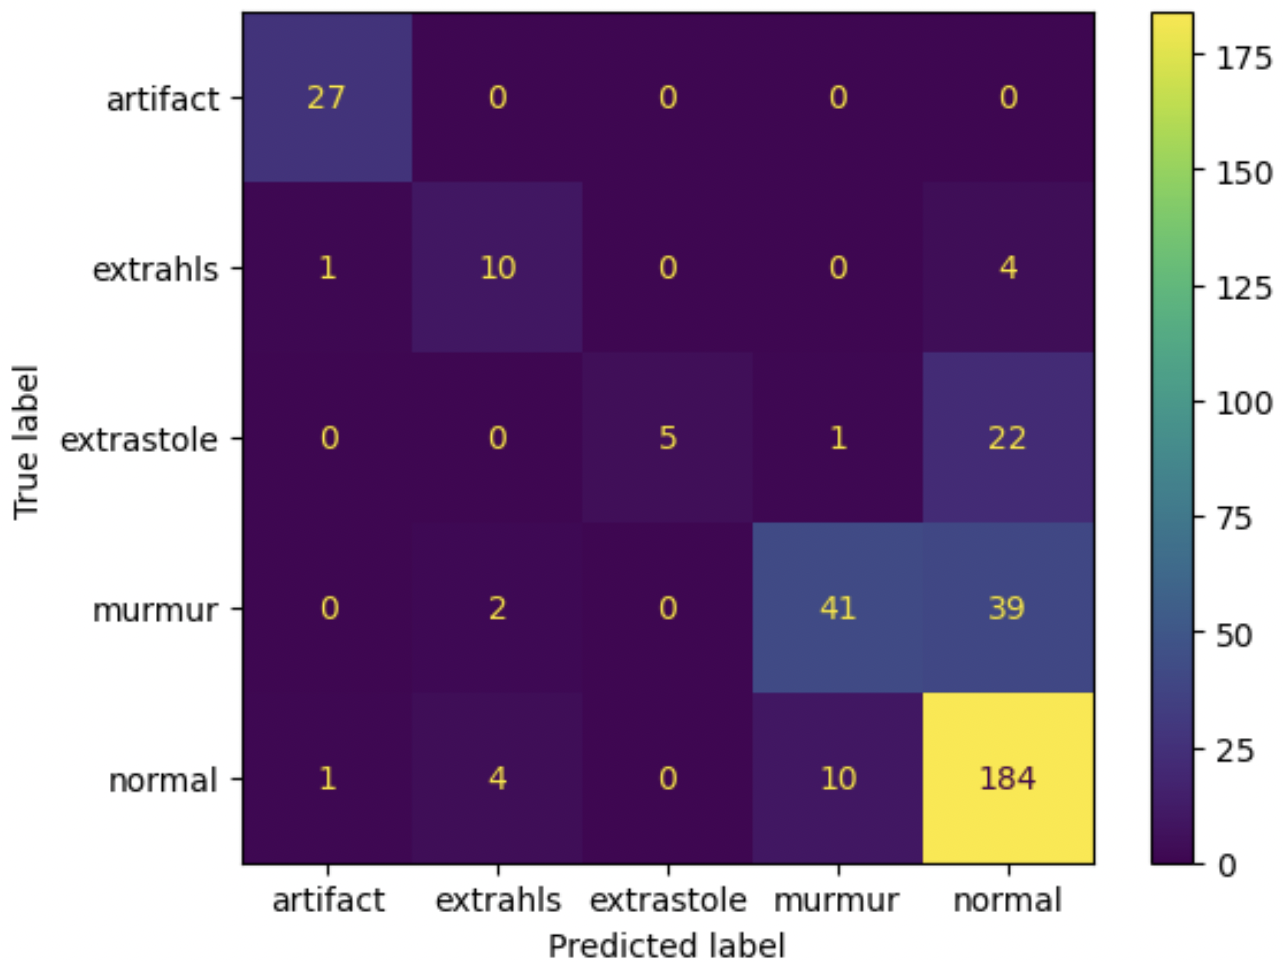 artifact 27 0 0 0 0
extrahls 1 10 0 0 4
extrastole 0 0 5 1 22
murmur 0 2 0 41 39
normal 1 4 0 10 184
artifact extrahls extrastole murmur normal
Predicted label
True label
175
150
125
100
75
50
25
0